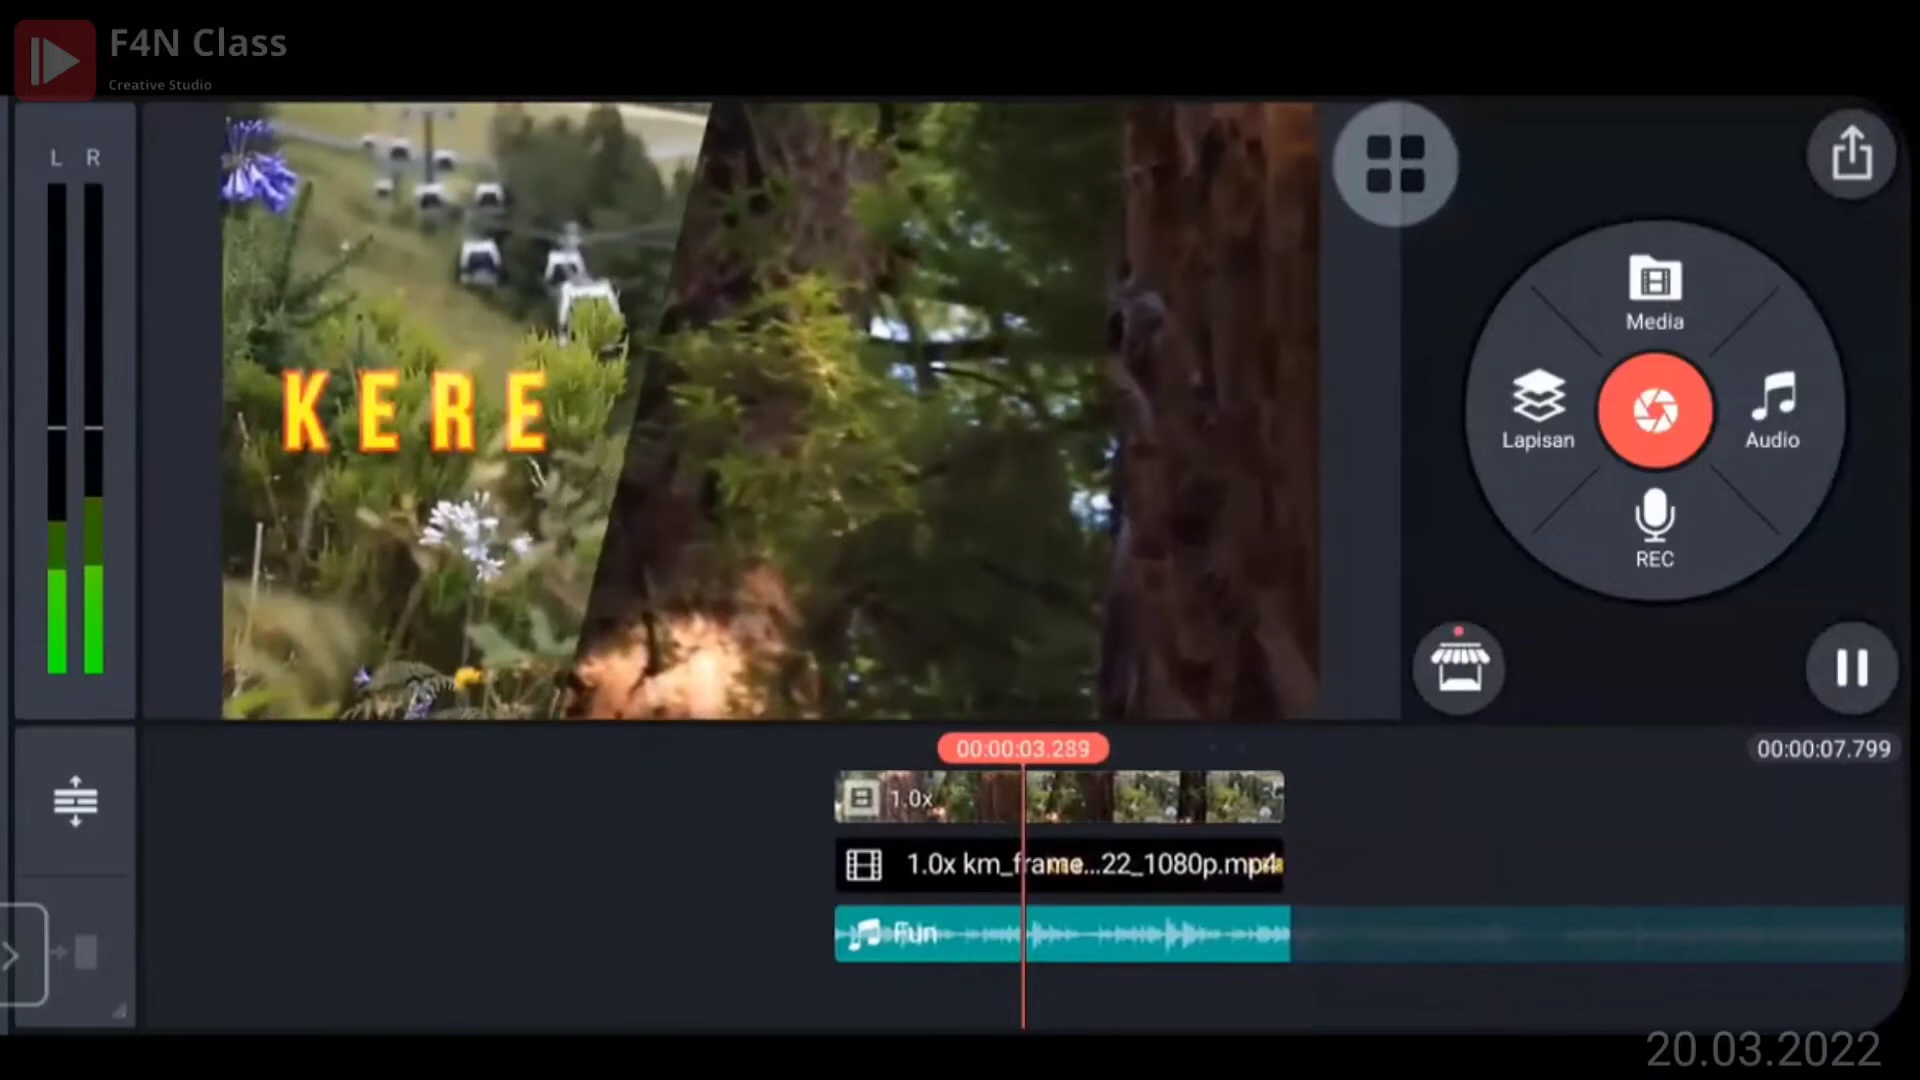 F4N Class
Creative Studio
L R
Media
Lapisan
Audio
REC
KERE
00:00:03.289
00:00:07.799
1.0x
1.0x km_frame...22_1080p.mp4
Fun
20.03.2022